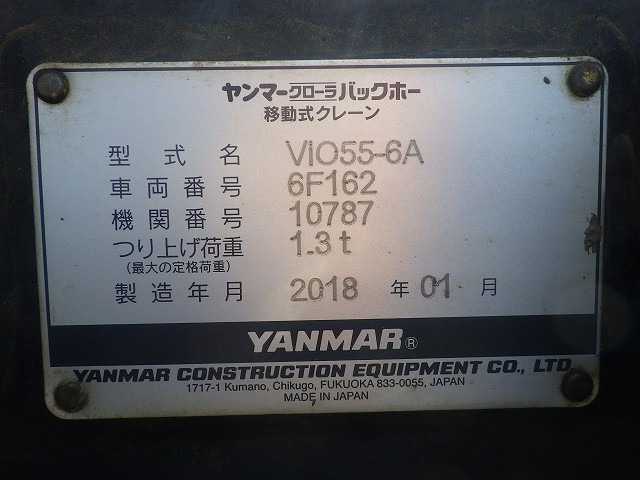 ヤンマークローラバックホー
移動式クレーン
型式名 ViO55-6A
車両番号 6F162
機関番号 10787
つり上げ荷重 1.3t
(最大の定格荷重)
製造年月 2018 年 01 月
YANMAR®
YANMAR CONSTRUCTION EQUIPMENT CO., LTD.
1717-1 Kumano, Chikugo, FUKUOKA 833-0055, JAPAN
MADE IN JAPAN